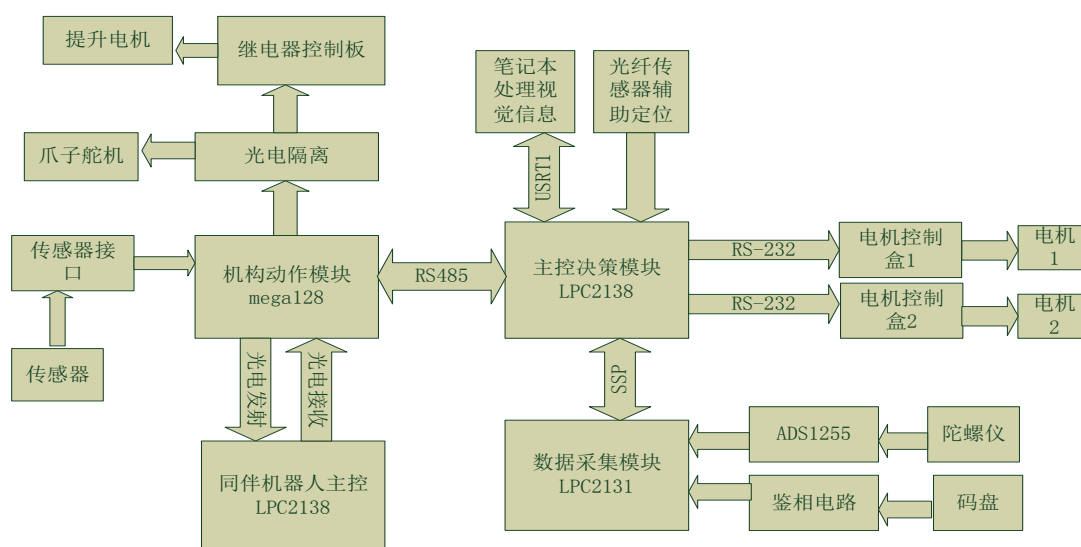 提升电机
继电器控制板
爪子舵机
光电隔离
传感器接
口
传感器
机构动作模块
mega128
光电发射
光电接收
同伴机器人主控
LPC2138
RS485
笔记本
处理视
觉信息
光纤传
感器辅
助定位
USRT1
主控决策模块
LPC2138
RS-232
电机控制
盒1
电机
1
RS-232
电机控制
盒2
电机
2
SSP
数据采集模块
LPC2131
ADS1255
陀螺仪
鉴相电路
码盘